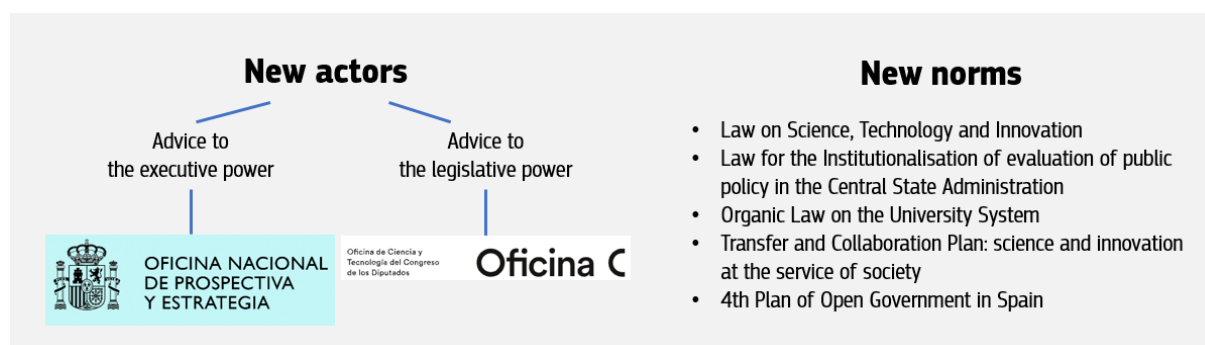 New actors
Advice to
the executive power
Advice to
the legislative power
OFICINA NACIONAL
DE PROSPECTIVA
Y ESTRATEGIA
Oficina de Ciencia y
Tecnología del Congreso
de los Diputados
Oficina C
New norms
• Law on Science, Technology and Innovation
• Law for the Institutionalisation of evaluation of public
policy in the Central State Administration
• Organic Law on the University System
• Transfer and Collaboration Plan: science and innovation
at the service of society
• 4th Plan of Open Government in Spain